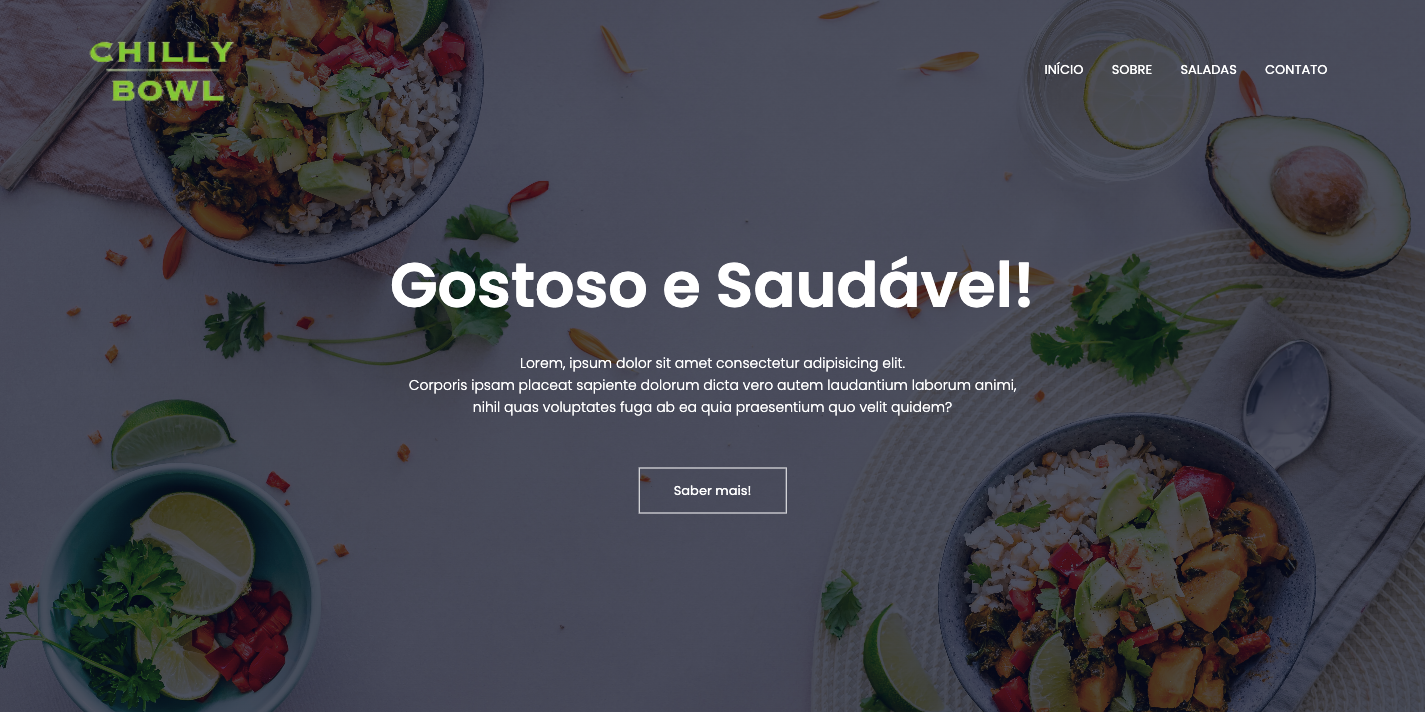 CHILLY
BOWL
INÍCIO SOBRE SALADAS CONTATO
Gostoso e Saudável!
Lorem, ipsum dolor sit amet consectetur adipisicing elit.
Corporis ipsam placeat sapiente dolorum dicta vero autem laudantium laborum animi,
nihil quas voluptates fuga ab ea quia praesentium quo velit quidem?
Saber mais!